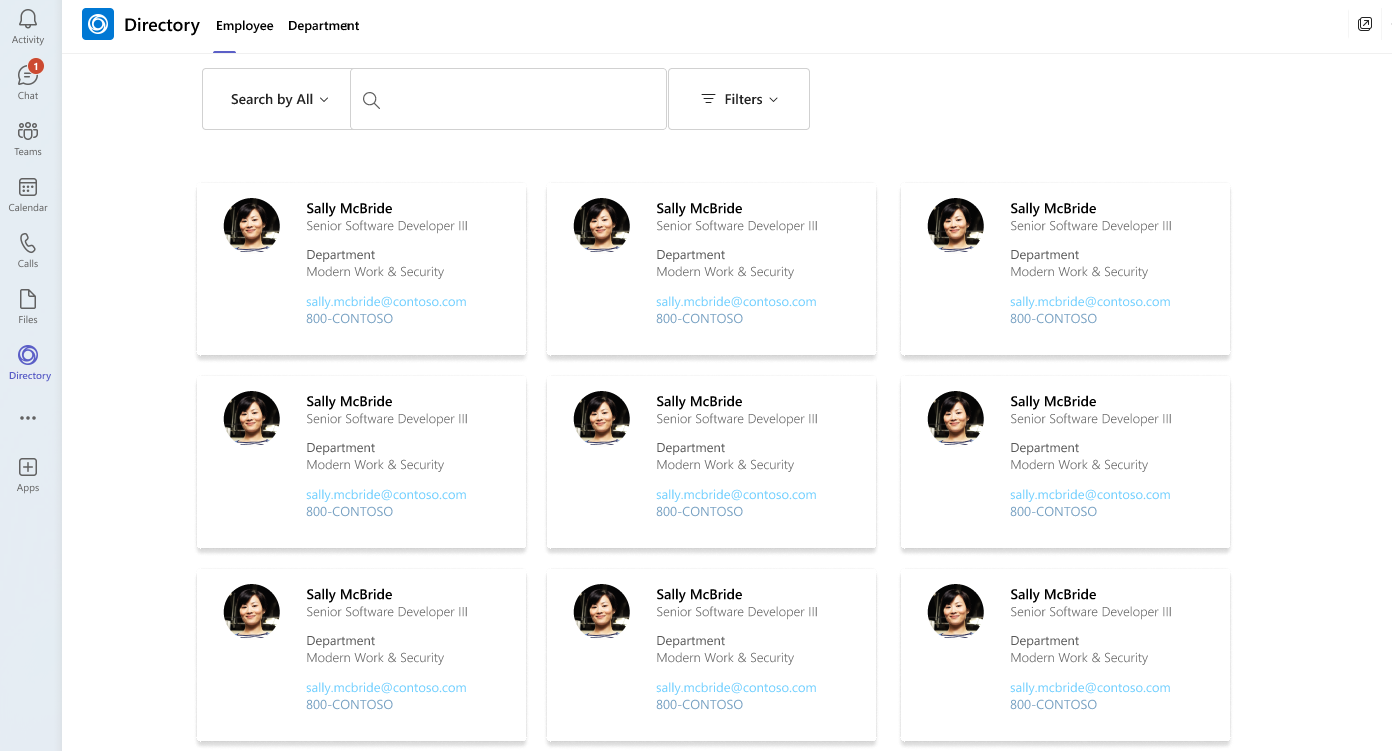 Activity
1
Chat
Teams
Calendar
Calls
Files
Directory
Apps
Directory Employee Department
Search by All
Filters
Sally McBride
Senior Software Developer III
Department
Modern Work & Security
sally.mcbride@contoso.com
800-CONTOSO
Sally McBride
Senior Software Developer III
Department
Modern Work & Security
sally.mcbride@contoso.com
800-CONTOSO
Sally McBride
Senior Software Developer III
Department
Modern Work & Security
sally.mcbride@contoso.com
800-CONTOSO
Sally McBride
Senior Software Developer III
Department
Modern Work & Security
sally.mcbride@contoso.com
800-CONTOSO
Sally McBride
Senior Software Developer III
Department
Modern Work & Security
sally.mcbride@contoso.com
800-CONTOSO
Sally McBride
Senior Software Developer III
Department
Modern Work & Security
sally.mcbride@contoso.com
800-CONTOSO
Sally McBride
Senior Software Developer III
Department
Modern Work & Security
sally.mcbride@contoso.com
800-CONTOSO
Sally McBride
Senior Software Developer III
Department
Modern Work & Security
sally.mcbride@contoso.com
800-CONTOSO
Sally McBride
Senior Software Developer III
Department
Modern Work & Security
sally.mcbride@contoso.com
800-CONTOSO